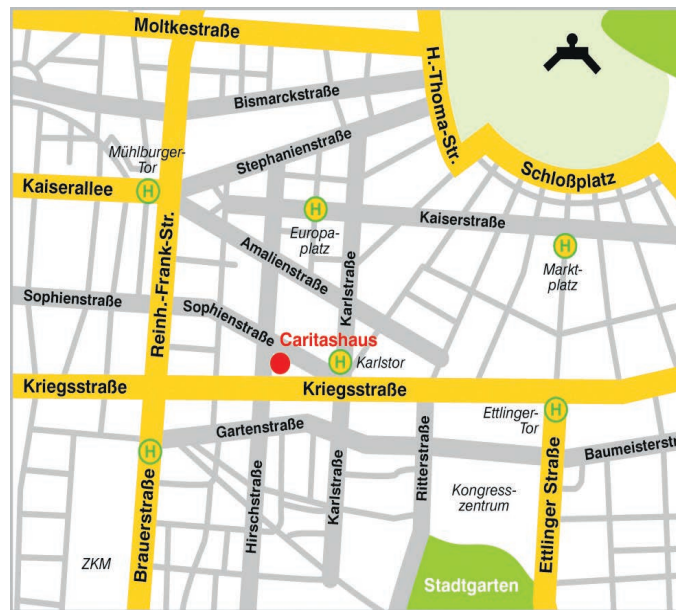 Moltkestraße
H.-Thoma-Str.
Bismarckstraße
Stephanienstraße
Mühlburger-
Tor
H
Schloßplatz
Kaiserallee
H
Kaiserstraße
Reinh.-Frank-Str.
Europa-
platz
Amalienstraße
Karlstraße
H
Markt-
platz
Sophienstraße
Sophienstraße
Caritashaus
H
Karlstor
Kriegsstraße
Kriegsstraße
Ettlinger-
Tor
H
Gartenstraße
H
Baumeisterstr
Hirschstraße
Karlstraße
Ritterstraße
Kongress-
zentrum
Ettlinger Straße
Brauerstraße
ZKM
Stadtgarten